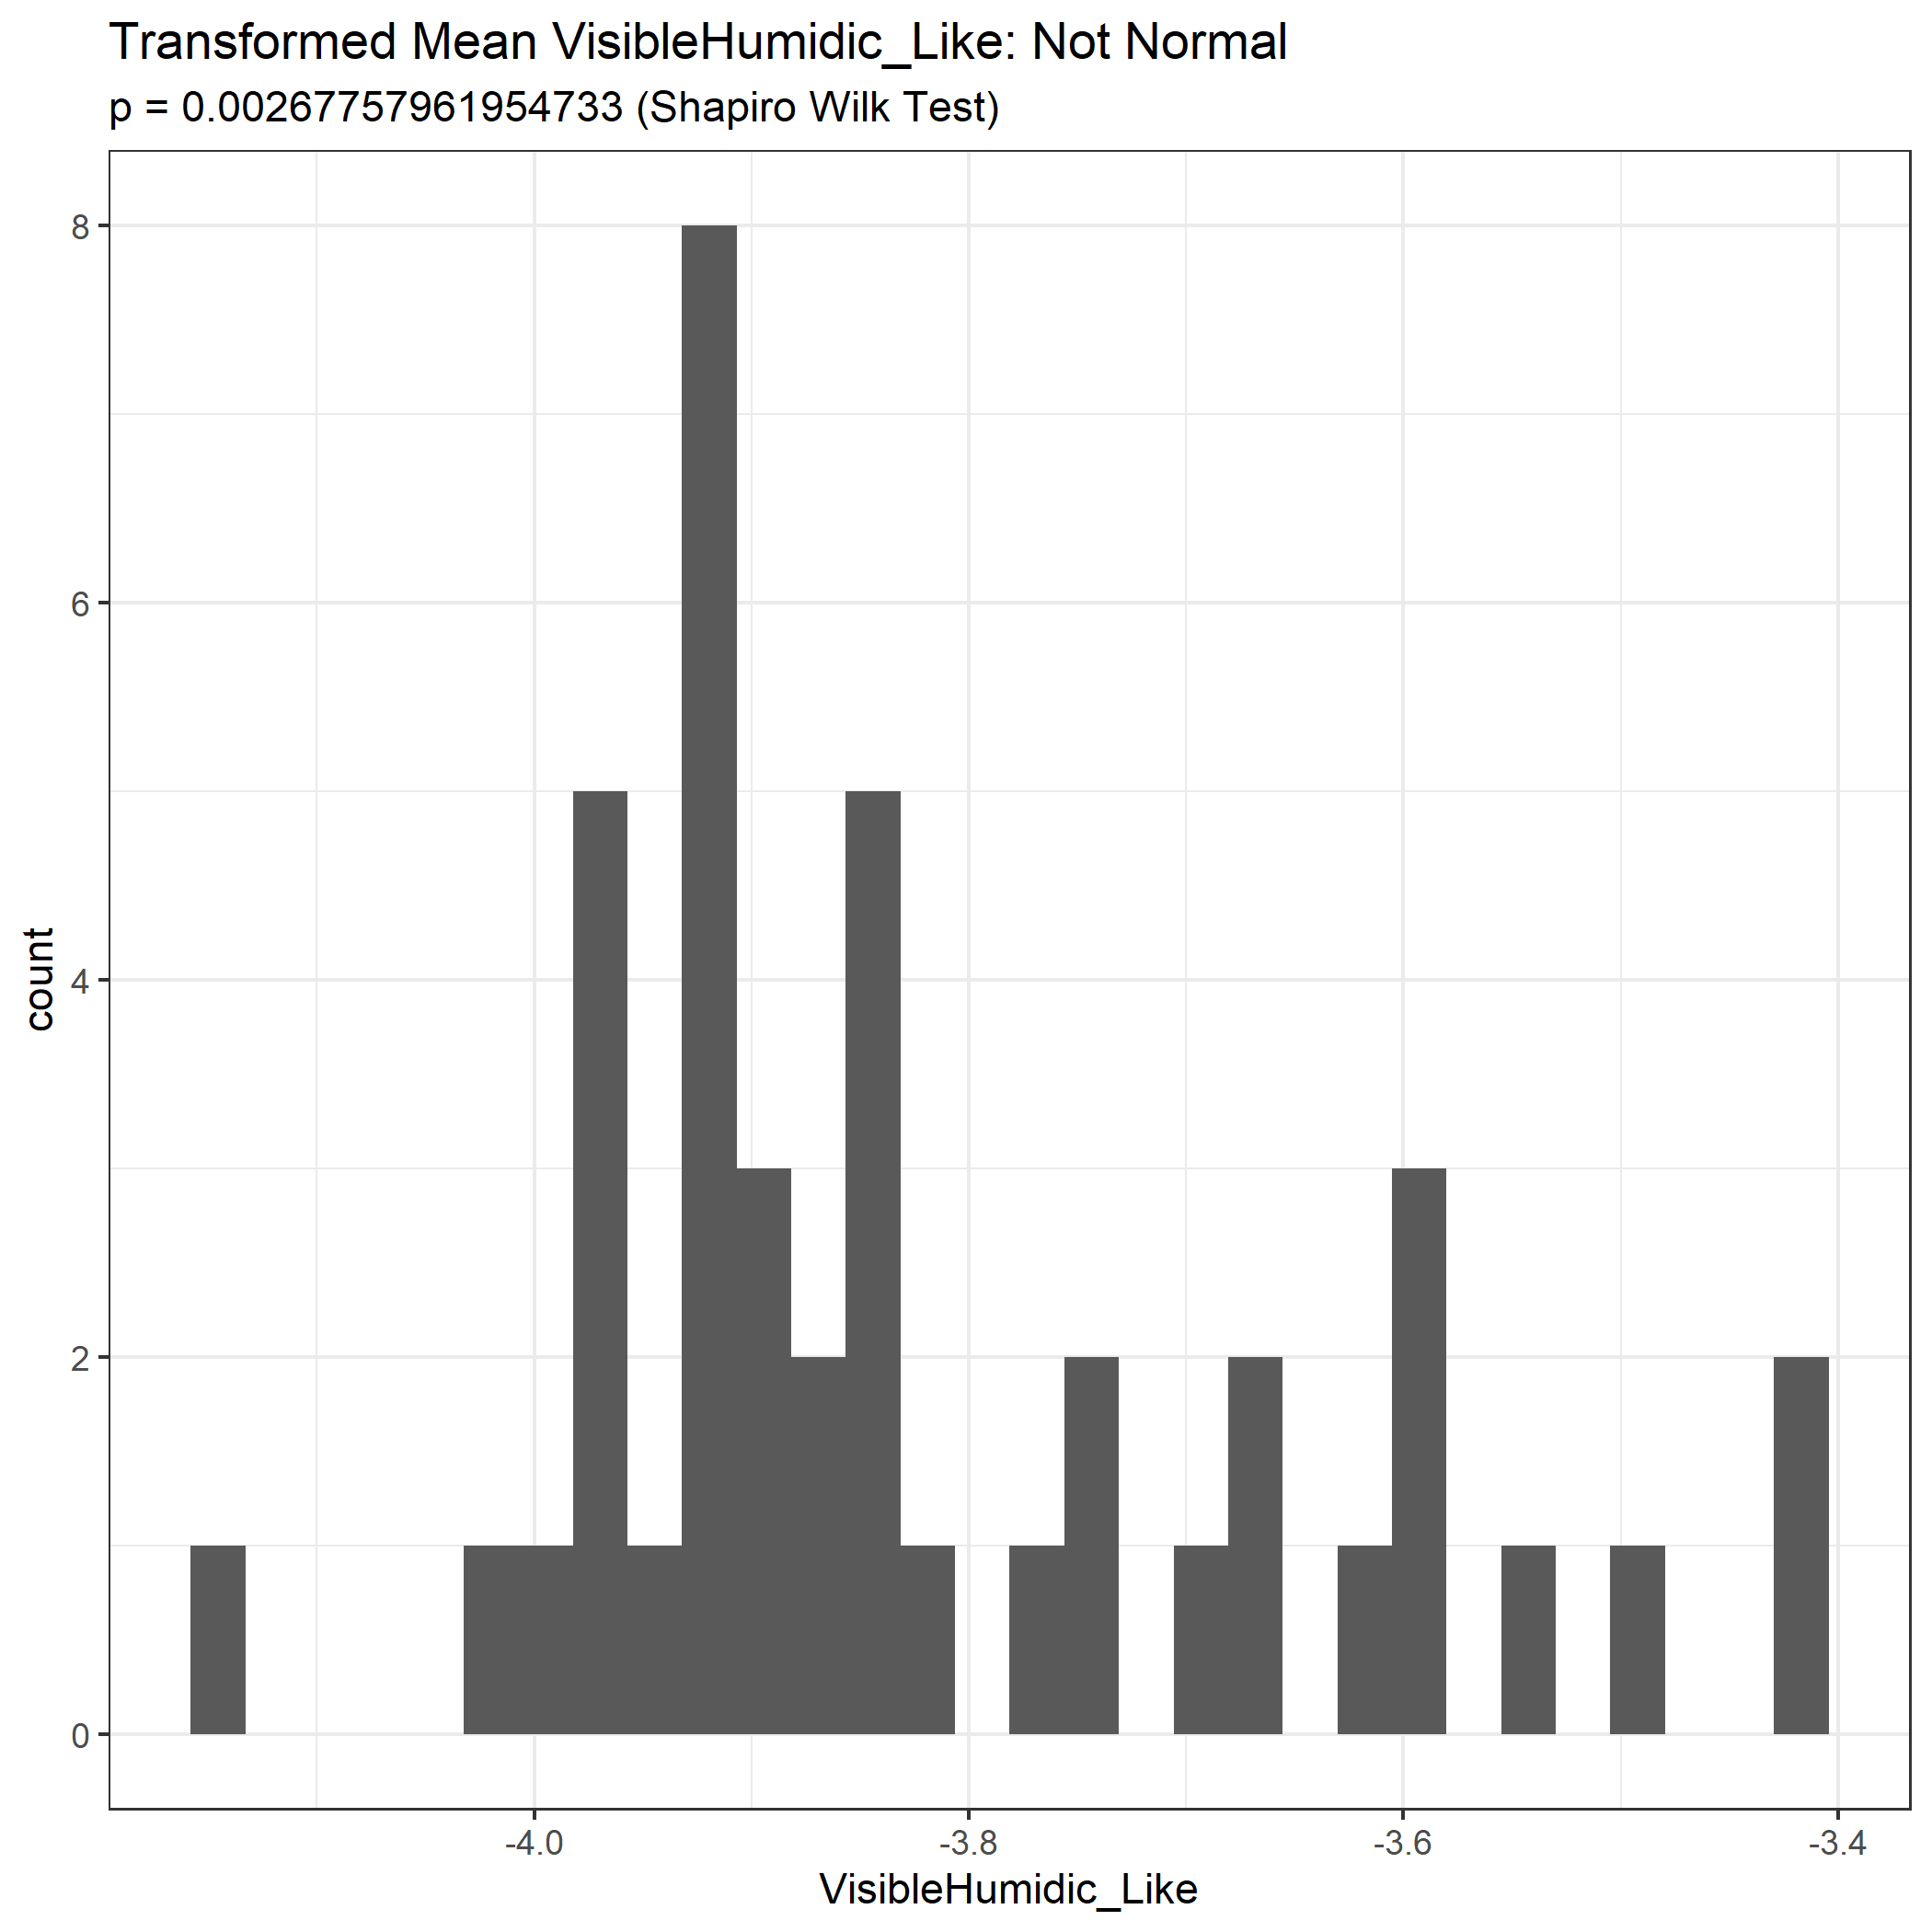 Transformed Mean VisibleHumidic_Like: Not Normal
p = 0.00267757961954733 (Shapiro Wilk Test)
8
6
4
2
0
count
-4.0
-3.8
-3.6
-3.4
VisibleHumidic_Like